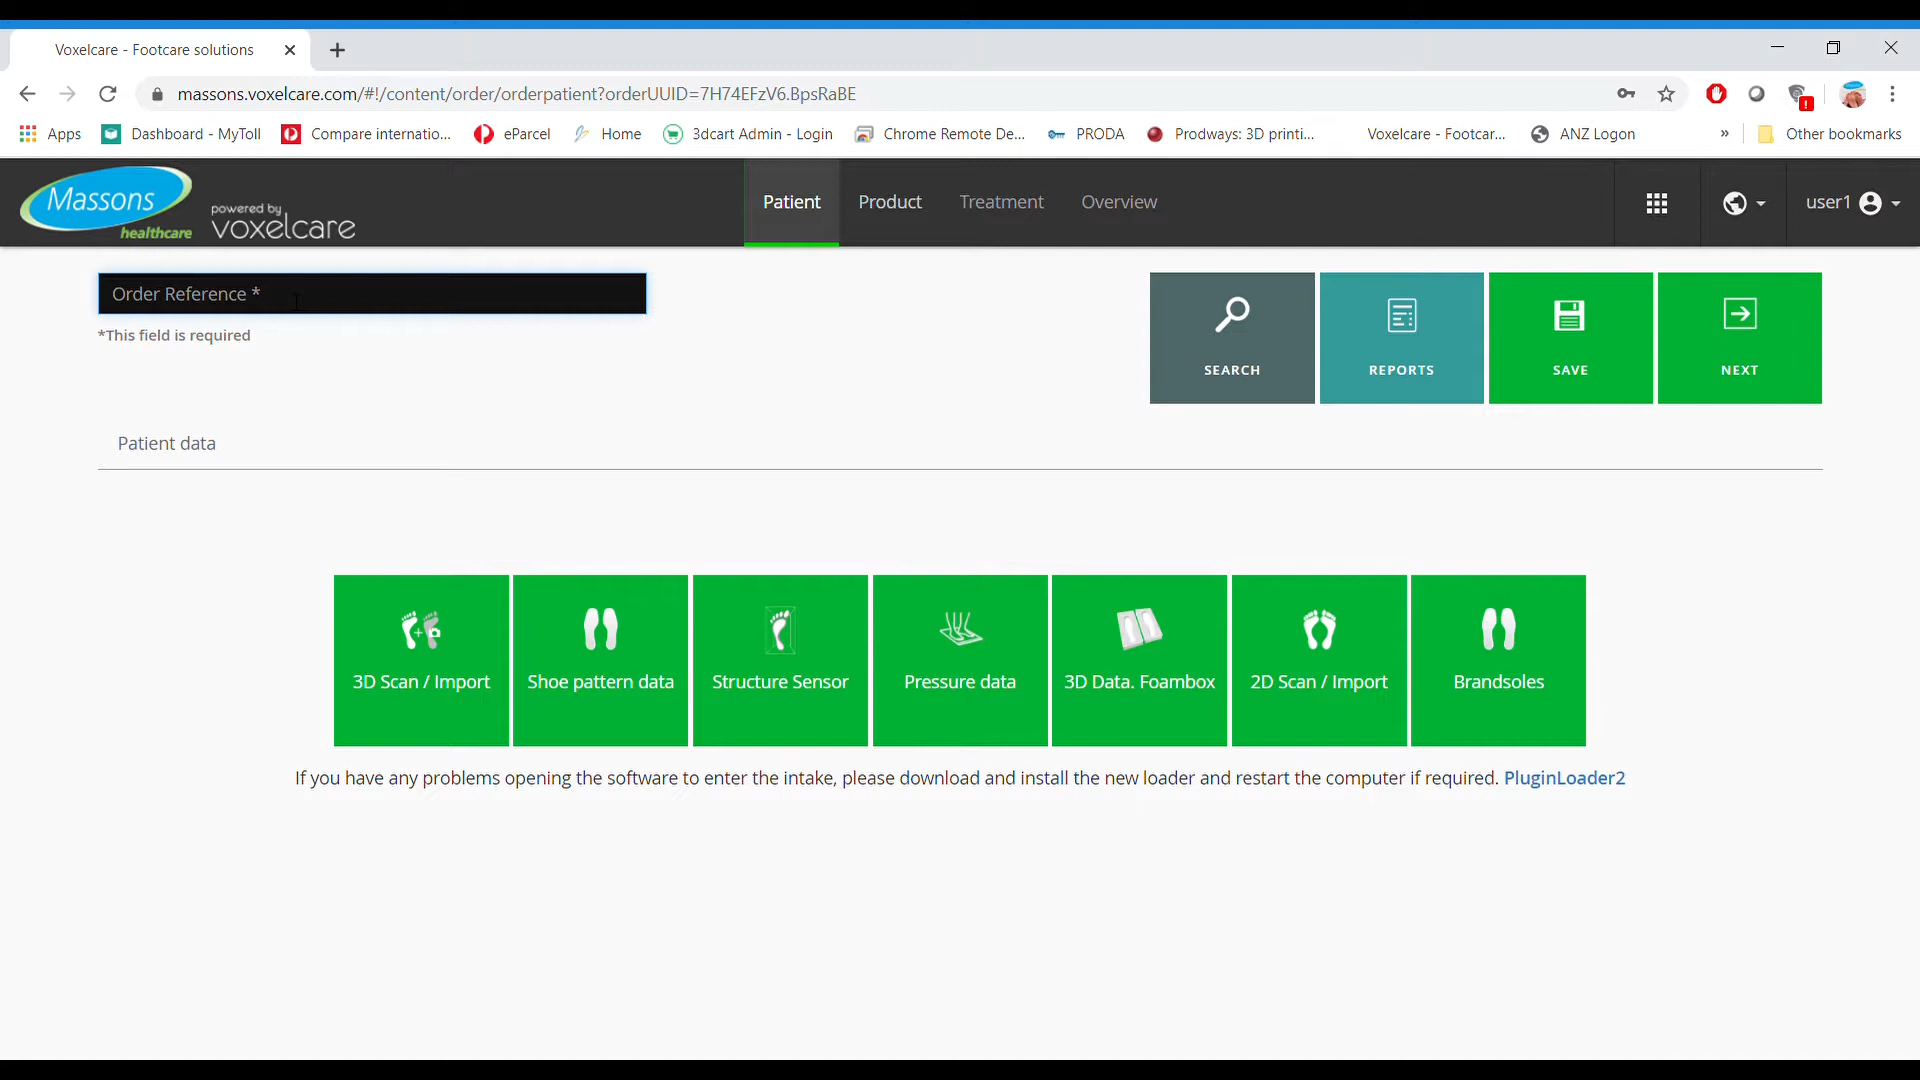 Voxelcare - Footcare solutions
massons.voxelcare.com/#!/content/order/orderpatient?orderUUID=7H74EFzV6.BpsRaBE
Apps Dashboard - MyToll Compare internatio... eParcel Home 3dcart Admin - Login Chrome Remote De... PRODA Prodways: 3D printi... Voxelcare - Footcar... ANZ Logon » Other bookmarks
Massons healthcare powered by voxelcare
Patient Product Treatment Overview
user1
Order Reference *
*This field is required
SEARCH REPORTS SAVE NEXT
Patient data
3D Scan / Import Shoe pattern data Structure Sensor Pressure data 3D Data. Foambox 2D Scan / Import Brandsoles
If you have any problems opening the software to enter the intake, please download and install the new loader and restart the computer if required. PluginLoader2